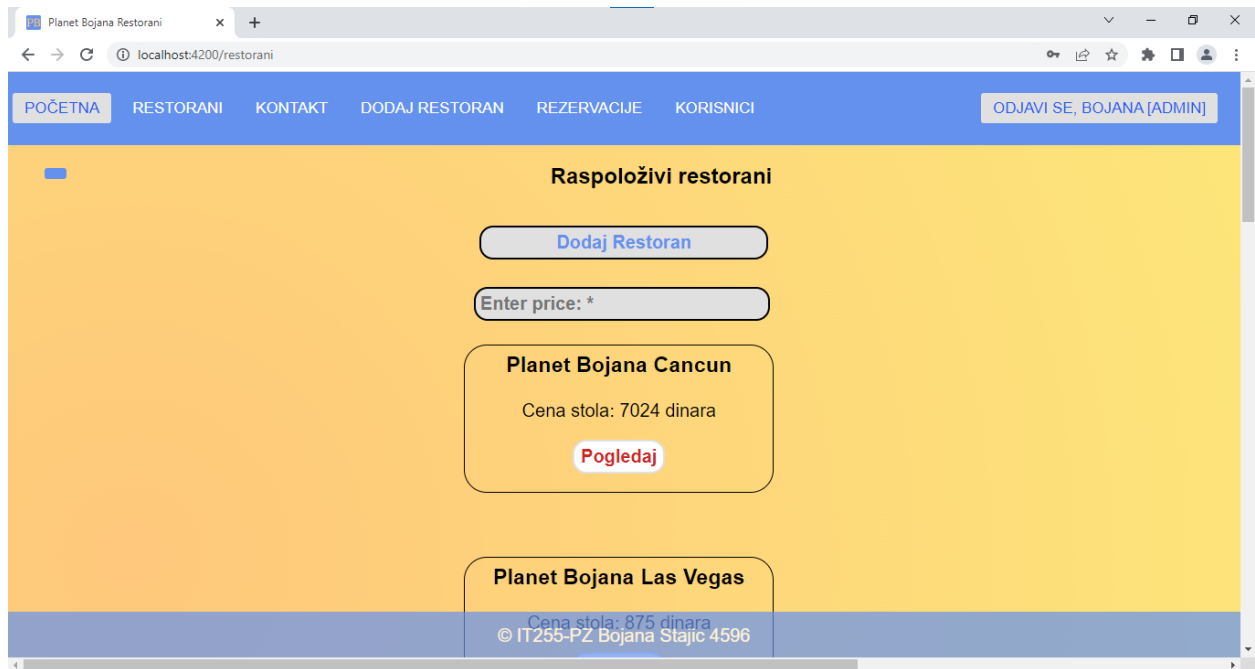 PB Planet Bojana Restorani
localhost:4200/restorani
POČETNA RESTORANI KONTAKT DODAJ RESTORAN REZERVACIJE KORISNICI ODJAVI SE, BOJANA [ADMIN]
Raspoloživi restorani
Dodaj Restoran
Enter price: *
Planet Bojana Cancun
Cena stola: 7024 dinara
Pogledaj
Planet Bojana Las Vegas
Cena stola: 875 dinara
© IT255-PZ Bojana Stajic 4596